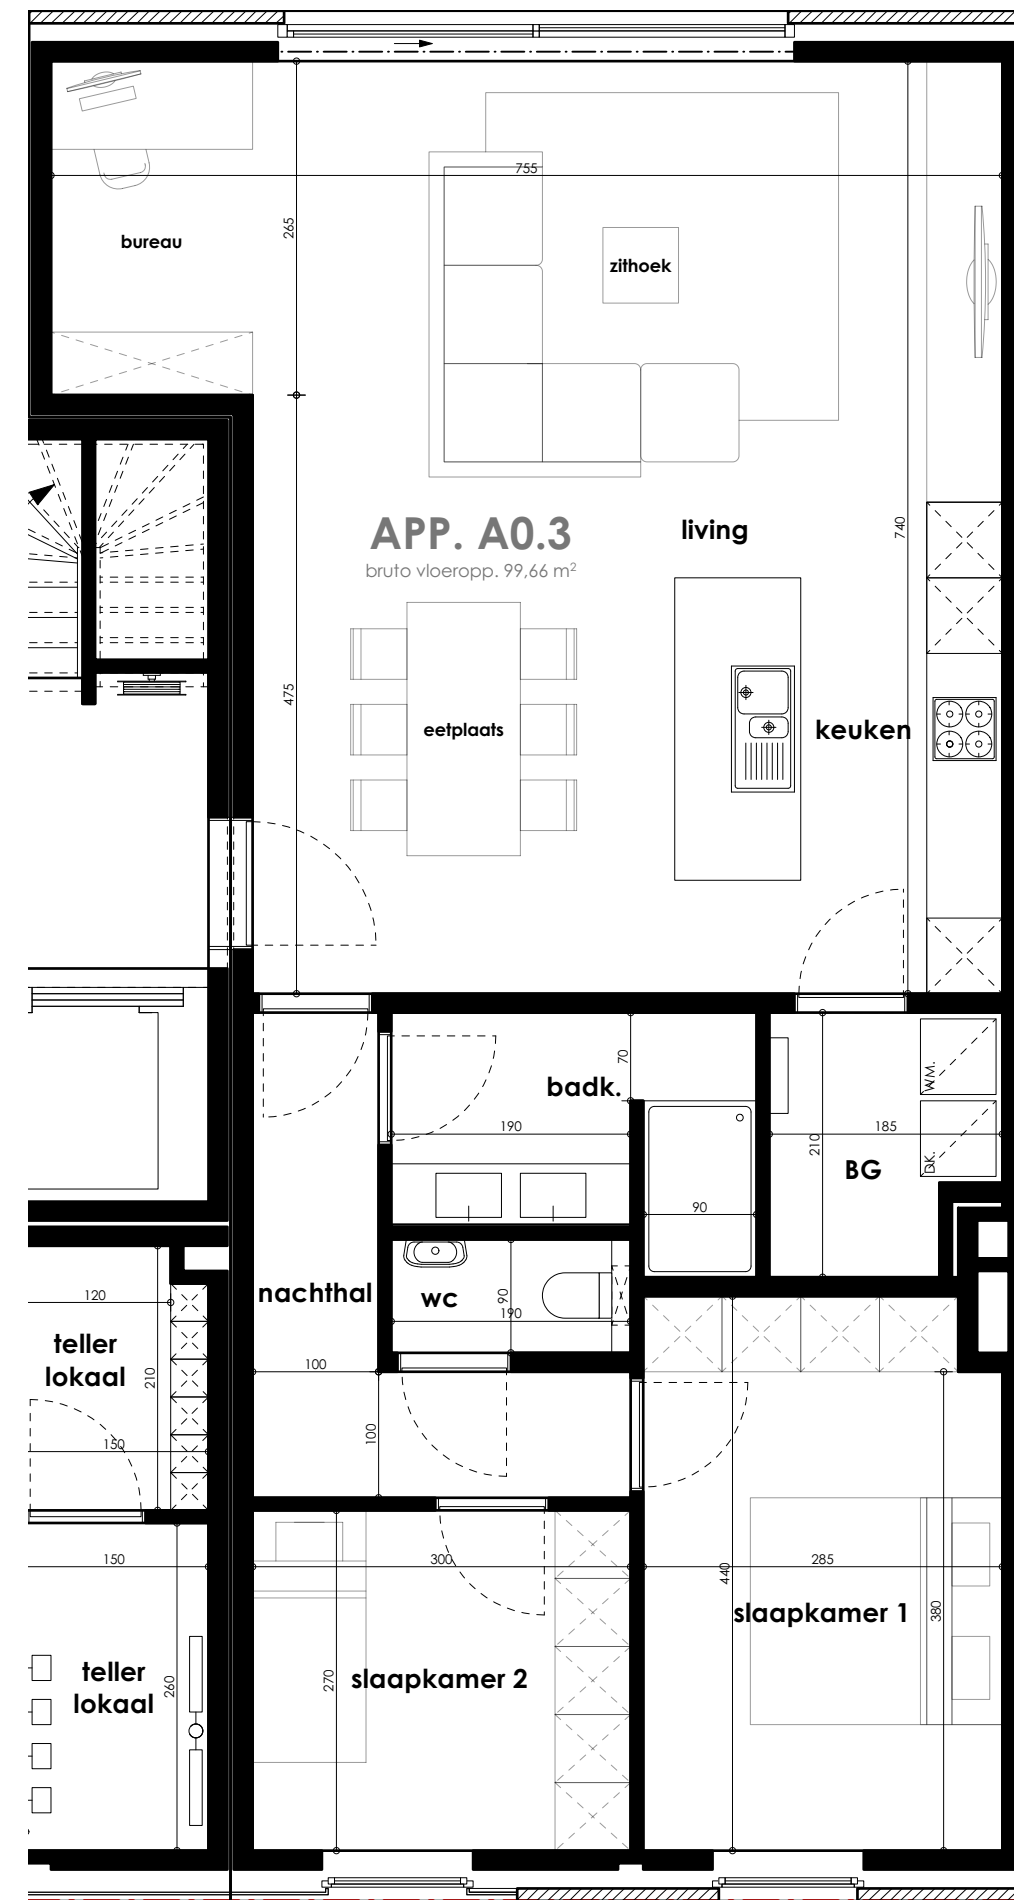 755
bureau
265
zithoek
APP. A0.3
bruto vloeropp. 99,66 m²
living
740
475
eetplaats
keuken
70
badk.
WM.
190
185
210
DK.
BG
90
nachthal
wc
90
190
120
teller
lokaal
210
100
100
150
150
300
285
440
slaapkamer 1
380
teller
lokaal
260
270
slaapkamer 2